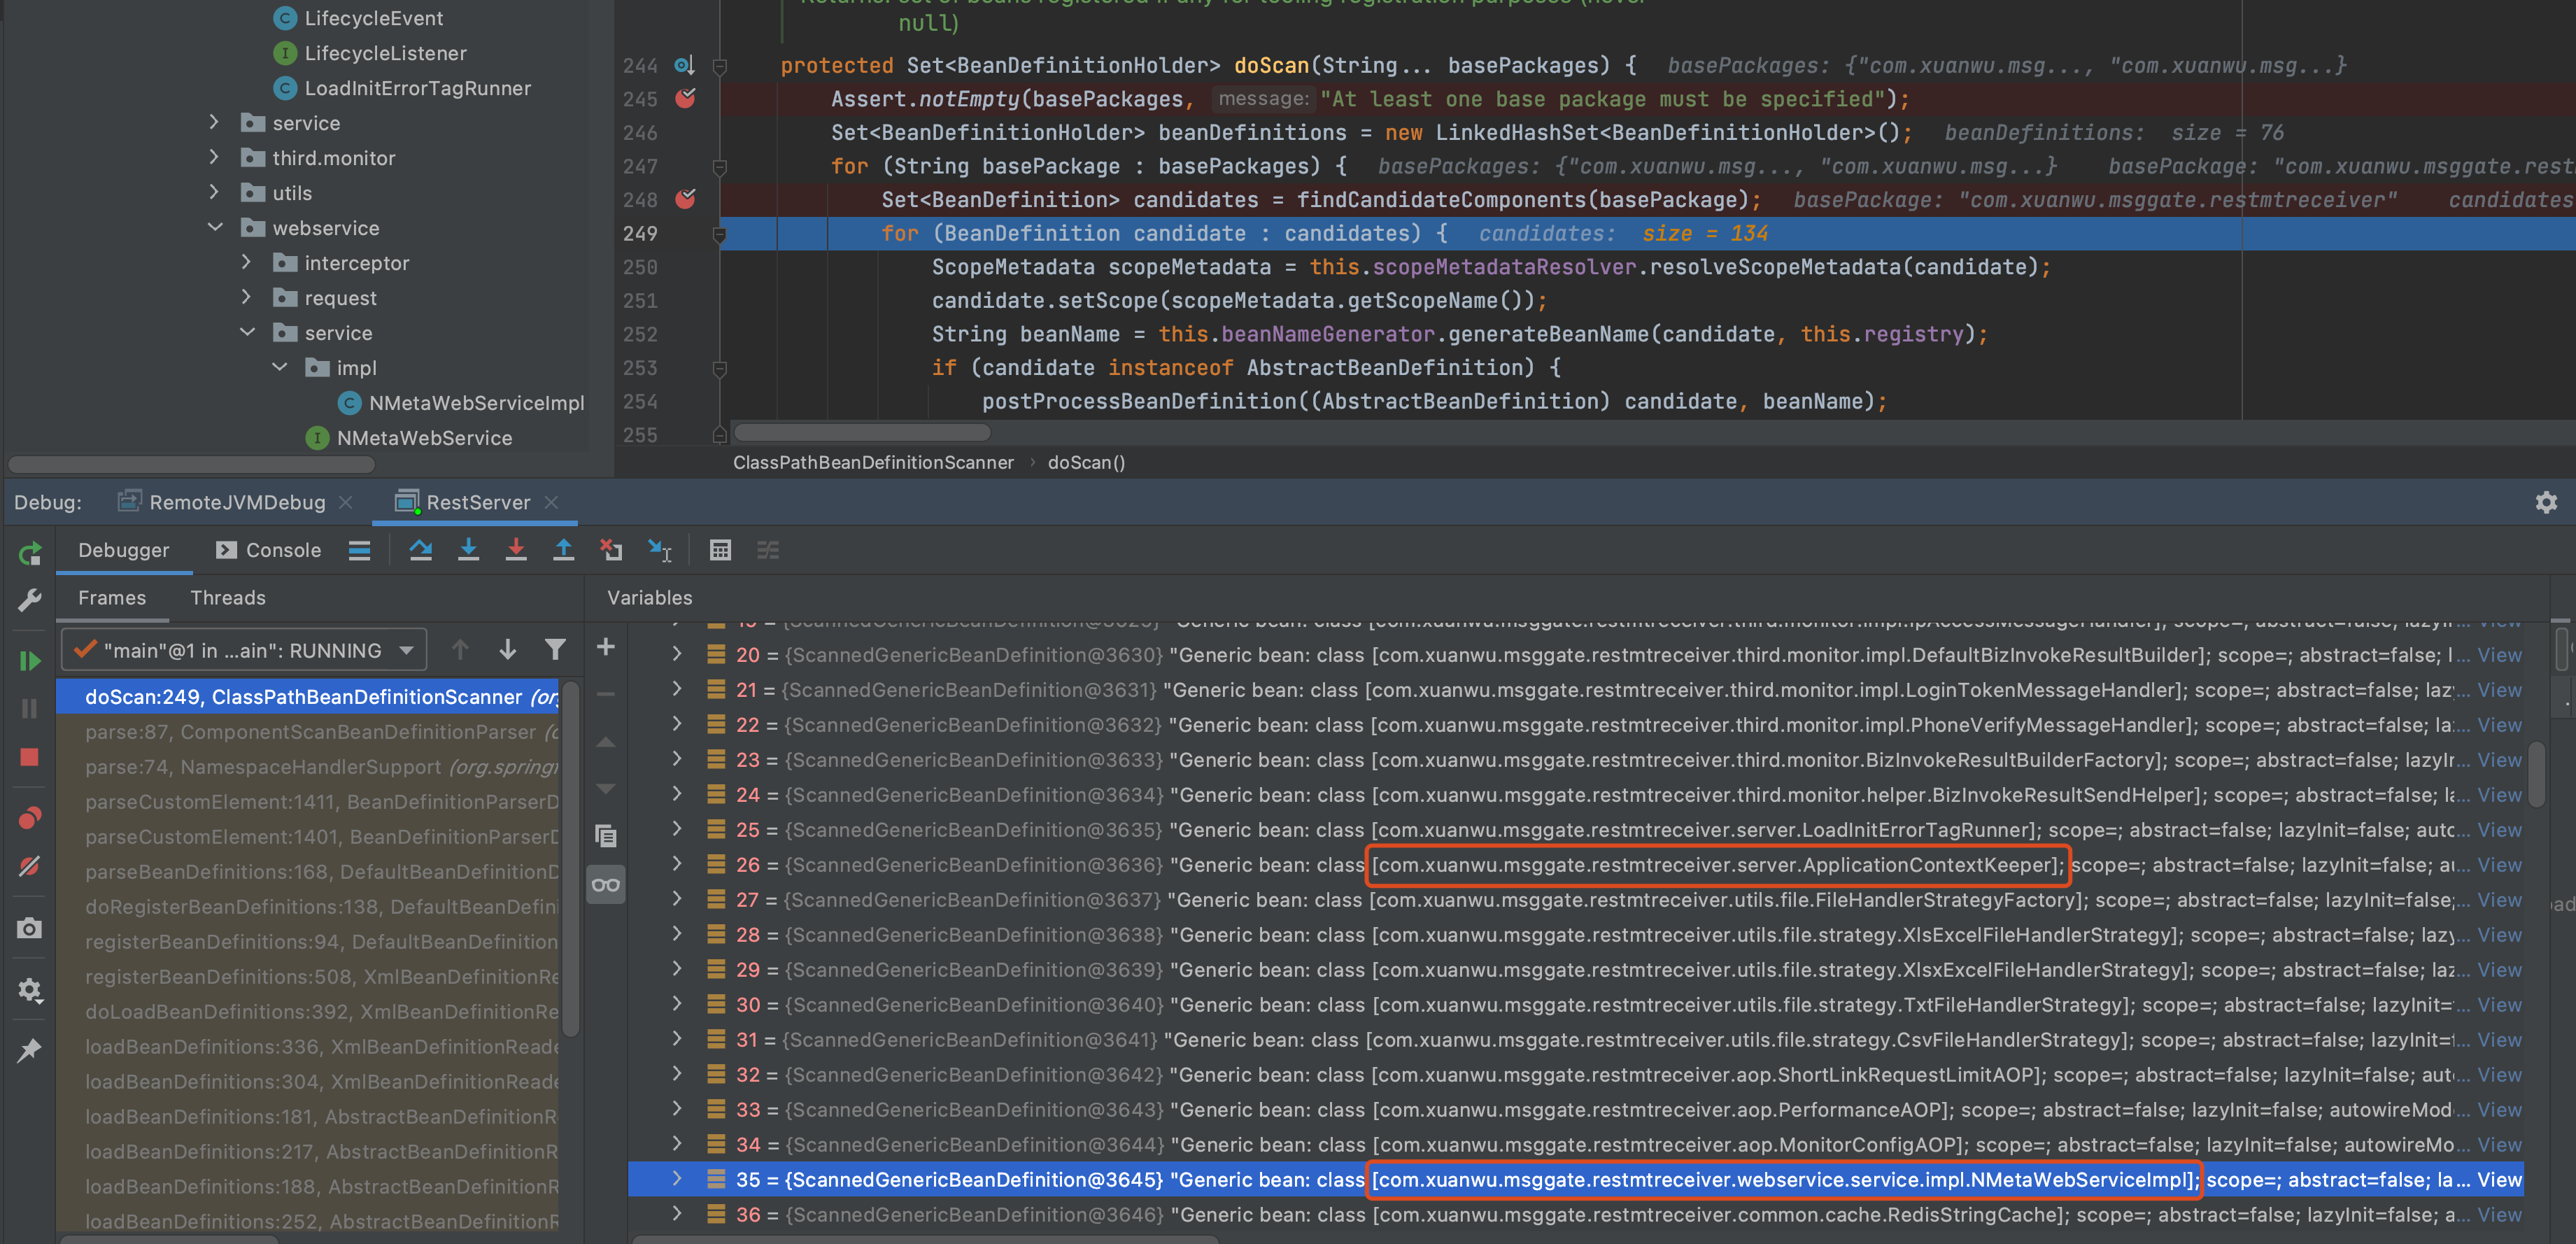 LifecycleEvent
LifecycleListener
LoadInitErrorTagRunner
service
third.monitor
utils
webservice
interceptor
request
service
impl
NMetaWebServiceImpl
NMetaWebService
null)
244 protected Set<BeanDefinitionHolder> doScan(String... basePackages) { basePackages: {"com.xuanwu.msg..., "com.xuanwu.msg...}
245 Assert.notEmpty(basePackages, message: "At least one base package must be specified");
246 Set<BeanDefinitionHolder> beanDefinitions = new LinkedHashSet<BeanDefinitionHolder>(); beanDefinitions: size = 76
247 for (String basePackage : basePackages) { basePackages: {"com.xuanwu.msg..., "com.xuanwu.msg...} basePackage: "com.xuanwu.msggate.rest
248 Set<BeanDefinition> candidates = findCandidateComponents(basePackage); basePackage: "com.xuanwu.msggate.restmtreceiver" candidates
249 for (BeanDefinition candidate : candidates) { candidates: size = 134
250 ScopeMetadata scopeMetadata = this.scopeMetadataResolver.resolveScopeMetadata(candidate);
251 candidate.setScope(scopeMetadata.getScopeName());
252 String beanName = this.beanNameGenerator.generateBeanName(candidate, this.registry);
253 if (candidate instanceof AbstractBeanDefinition) {
254 postProcessBeanDefinition((AbstractBeanDefinition) candidate, beanName);
255
ClassPathBeanDefinitionScanner › doScan()
Debug: RemoteJVMDebug RestServer
Debugger Console
Frames Threads Variables
"main"@1 in ...ain": RUNNING
doScan:249, ClassPathBeanDefinitionScanner (org
parse:87, ComponentScanBeanDefinitionParser (o
parse:74, NamespaceHandlerSupport (org.springf
parseCustomElement:1411, BeanDefinitionParserD
parseCustomElement:1401, BeanDefinitionParserD
parseBeanDefinitions:168, DefaultBeanDefinitionD
doRegisterBeanDefinitions:138, DefaultBeanDefini
registerBeanDefinitions:94, DefaultBeanDefinition
registerBeanDefinitions:508, XmlBeanDefinitionRe
doLoadBeanDefinitions:392, XmlBeanDefinitionRe
loadBeanDefinitions:336, XmlBeanDefinitionReade
loadBeanDefinitions:304, XmlBeanDefinitionReade
loadBeanDefinitions:181, AbstractBeanDefinitionR
loadBeanDefinitions:217, AbstractBeanDefinitionR
loadBeanDefinitions:188, AbstractBeanDefinitionR
loadBeanDefinitions:252, AbstractBeanDefinitionR
20 = {ScannedGenericBeanDefinition@3630} "Generic bean: class [com.xuanwu.msggate.restmtreceiver.third.monitor.impl.DefaultBizInvokeResultBuilder]; scope=; abstract=false; l... View
21 = {ScannedGenericBeanDefinition@3631} "Generic bean: class [com.xuanwu.msggate.restmtreceiver.third.monitor.impl.LoginTokenMessageHandler]; scope=; abstract=false; lazy... View
22 = {ScannedGenericBeanDefinition@3632} "Generic bean: class [com.xuanwu.msggate.restmtreceiver.third.monitor.impl.PhoneVerifyMessageHandler]; scope=; abstract=false; la... View
23 = {ScannedGenericBeanDefinition@3633} "Generic bean: class [com.xuanwu.msggate.restmtreceiver.third.monitor.BizInvokeResultBuilderFactory]; scope=; abstract=false; lazyIr... View
24 = {ScannedGenericBeanDefinition@3634} "Generic bean: class [com.xuanwu.msggate.restmtreceiver.third.monitor.helper.BizInvokeResultSendHelper]; scope=; abstract=false; la... View
25 = {ScannedGenericBeanDefinition@3635} "Generic bean: class [com.xuanwu.msggate.restmtreceiver.server.LoadInitErrorTagRunner]; scope=; abstract=false; lazyInit=false; auto... View
26 = {ScannedGenericBeanDefinition@3636} "Generic bean: class [com.xuanwu.msggate.restmtreceiver.server.ApplicationContextKeeper]; scope=; abstract=false; lazyInit=false; au... View
27 = {ScannedGenericBeanDefinition@3637} "Generic bean: class [com.xuanwu.msggate.restmtreceiver.utils.file.FileHandlerStrategyFactory]; scope=; abstract=false; lazyInit=false;... View
28 = {ScannedGenericBeanDefinition@3638} "Generic bean: class [com.xuanwu.msggate.restmtreceiver.utils.file.strategy.XlsExcelFileHandlerStrategy]; scope=; abstract=false; lazy... View
29 = {ScannedGenericBeanDefinition@3639} "Generic bean: class [com.xuanwu.msggate.restmtreceiver.utils.file.strategy.XlsxExcelFileHandlerStrategy]; scope=; abstract=false; laz... View
30 = {ScannedGenericBeanDefinition@3640} "Generic bean: class [com.xuanwu.msggate.restmtreceiver.utils.file.strategy.TxtFileHandlerStrategy]; scope=; abstract=false; lazyInit=... View
31 = {ScannedGenericBeanDefinition@3641} "Generic bean: class [com.xuanwu.msggate.restmtreceiver.utils.file.strategy.CsvFileHandlerStrategy]; scope=; abstract=false; lazyInit=f... View
32 = {ScannedGenericBeanDefinition@3642} "Generic bean: class [com.xuanwu.msggate.restmtreceiver.aop.ShortLinkRequestLimitAOP]; scope=; abstract=false; lazyInit=false; aut... View
33 = {ScannedGenericBeanDefinition@3643} "Generic bean: class [com.xuanwu.msggate.restmtreceiver.aop.PerformanceAOP]; scope=; abstract=false; lazyInit=false; autowireMod... View
34 = {ScannedGenericBeanDefinition@3644} "Generic bean: class [com.xuanwu.msggate.restmtreceiver.aop.MonitorConfigAOP]; scope=; abstract=false; lazyInit=false; autowireMo... View
35 = {ScannedGenericBeanDefinition@3645} "Generic bean: class [com.xuanwu.msggate.restmtreceiver.webservice.service.impl.NMetaWebServiceImpl]; scope=; abstract=false; la... View
36 = {ScannedGenericBeanDefinition@3646} "Generic bean: class [com.xuanwu.msggate.restmtreceiver.common.cache.RedisStringCache]; scope=; abstract=false; lazyInit=false; a... View